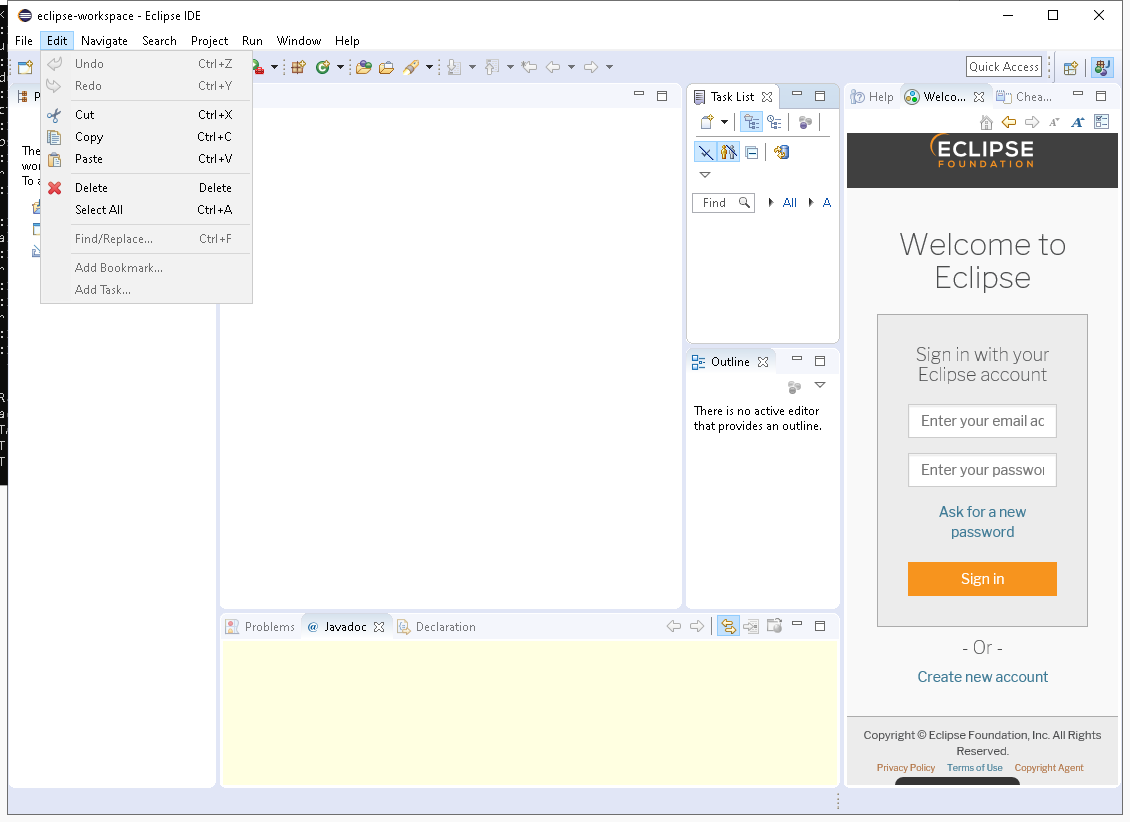 eclipse-workspace - Eclipse IDE
File Edit Navigate Search Project Run Window Help
Undo Ctrl+Z
Redo Ctrl+Y
Cut Ctrl+X
Copy Ctrl+C
Paste Ctrl+V
Delete Delete
Select All Ctrl+A
Find/Replace... Ctrl+F
Add Bookmark...
Add Task...
Quick Access
Task List
Find All A
Outline
There is no active editor
that provides an outline.
Problems @ Javadoc Declaration
Help Welco... Chea...
ECLIPSE
FOUNDATION
Welcome to
Eclipse
Sign in with your
Eclipse account
Enter your email ac
Enter your passwor
Ask for a new
password
Sign in
- Or -
Create new account
Copyright © Eclipse Foundation, Inc. All Rights
Reserved.
Privacy Policy Terms of Use Copyright Agent